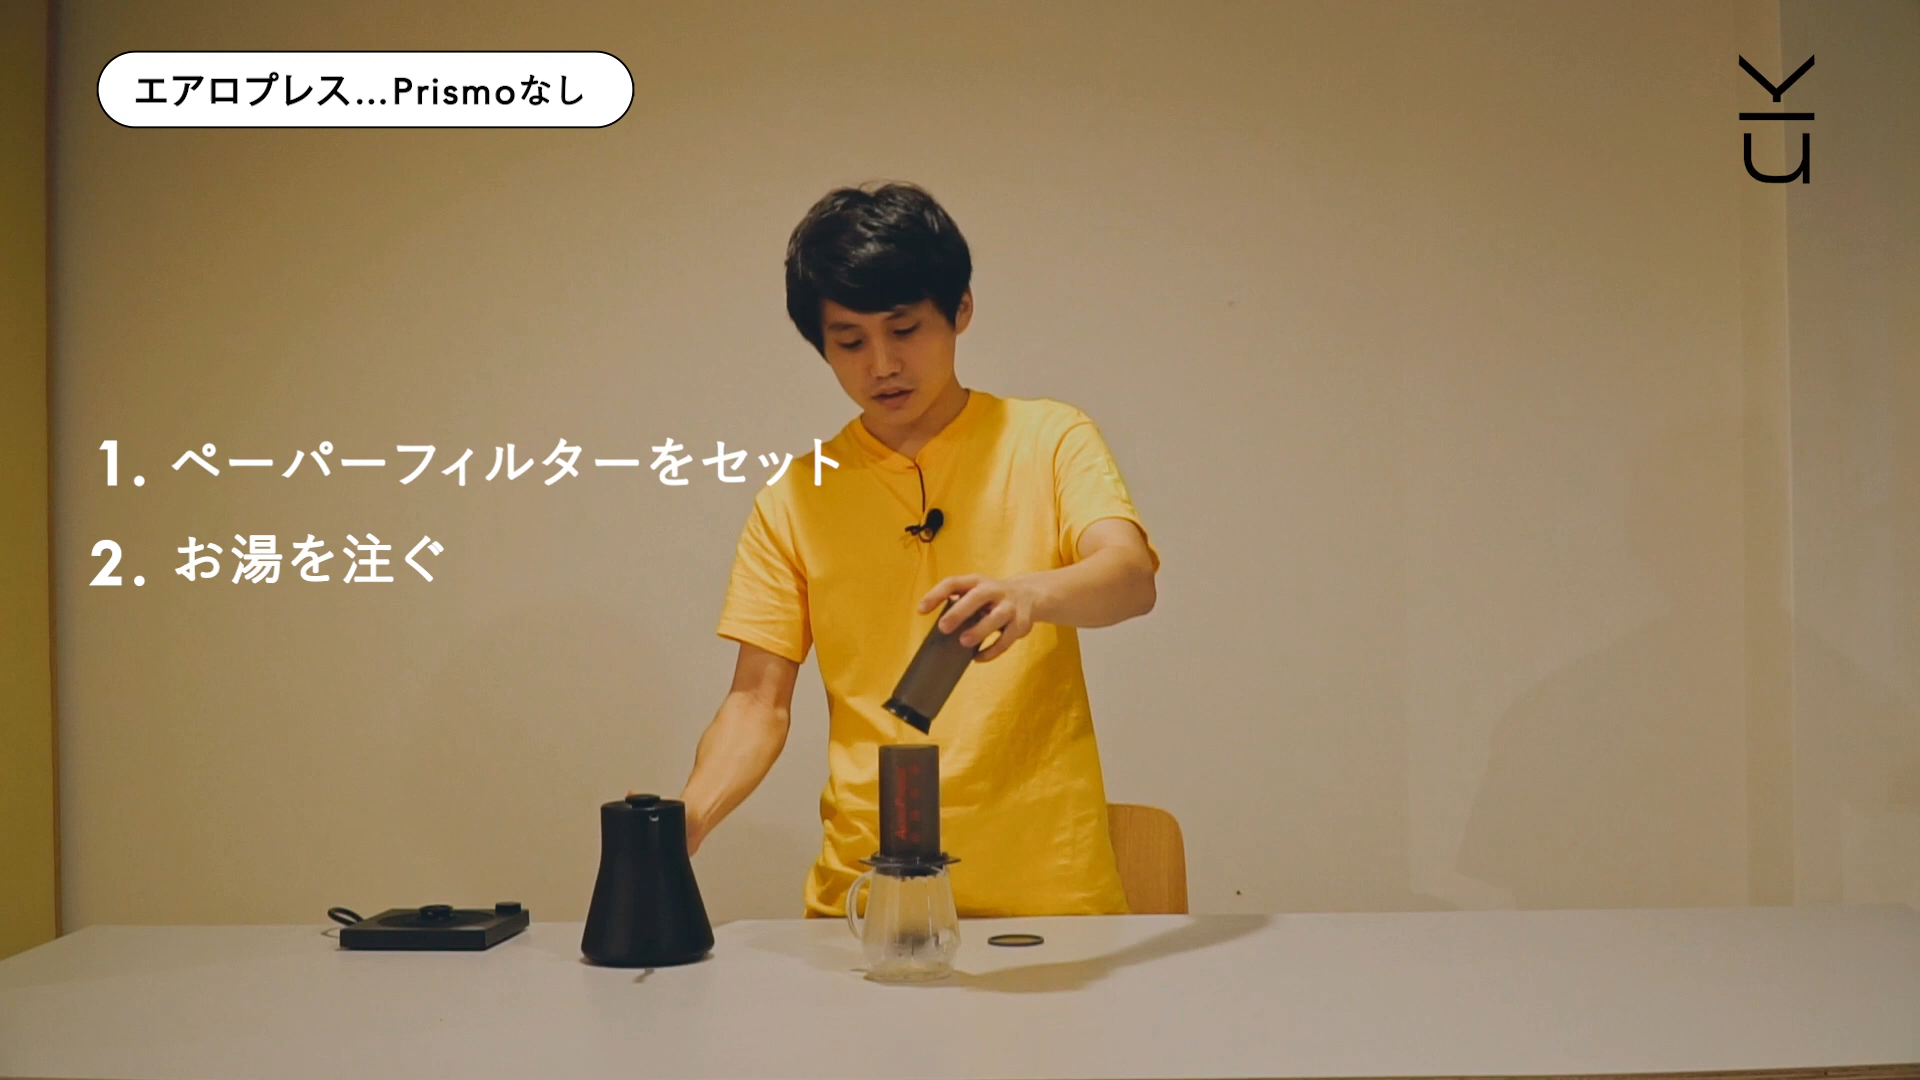 エアロプレス...Prismoなし
1. ペーパーフィルターをセット
2. お湯を注ぐ
AeroPress